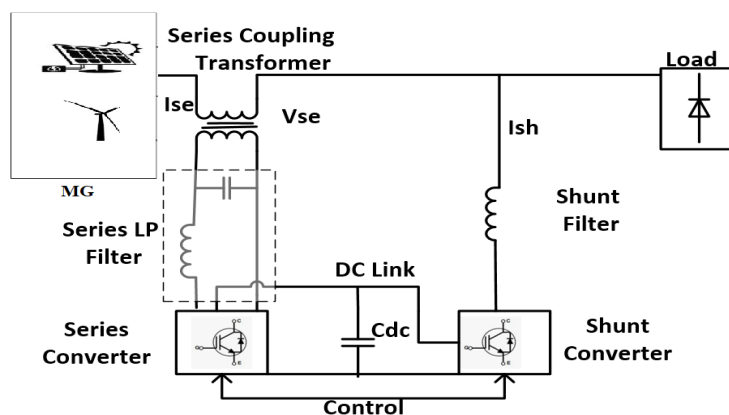 Series Coupling
Transformer
Load
Ise
Vse
Ish
MG
Shunt
Filter
Series LP
Filter
DC Link
Series
Converter
Cdc
Shunt
Converter
C
G
E
C
G
E
Control